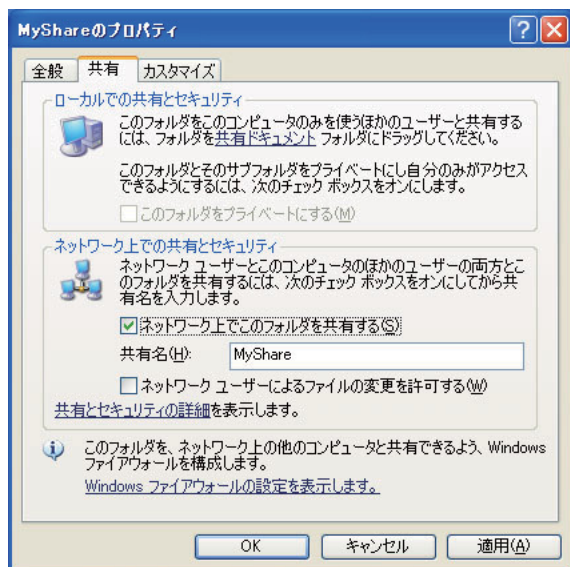 MyShareのプロパティ
全般 共有 カスタマイズ
ローカルでの共有とセキュリティ
このフォルダをこのコンピュータのみを使うほかのユーザーと共有する
には、フォルダを共有ドキュメント フォルダにドラッグしてください。
このフォルダとそのサブフォルダをプライベートにし自分のみがアクセス
できるようにするには、次のチェック ボックスをオンにします。
このフォルダをプライベートにする(M)
ネットワーク上での共有とセキュリティ
ネットワーク ユーザーとこのコンピュータのほかのユーザーの両方とこ
のフォルダを共有するには、次のチェック ボックスをオンにしてから共
有名を入力します。
ネットワーク上でこのフォルダを共有する(S)
共有名(H): MyShare
ネットワーク ユーザーによるファイルの変更を許可する(W)
共有とセキュリティの詳細を表示します。
このフォルダを、ネットワーク上の他のコンピュータと共有できるよう、Windows
ファイアウォールを構成します。
Windows ファイアウォールの設定を表示します。
OK キャンセル 適用(A)